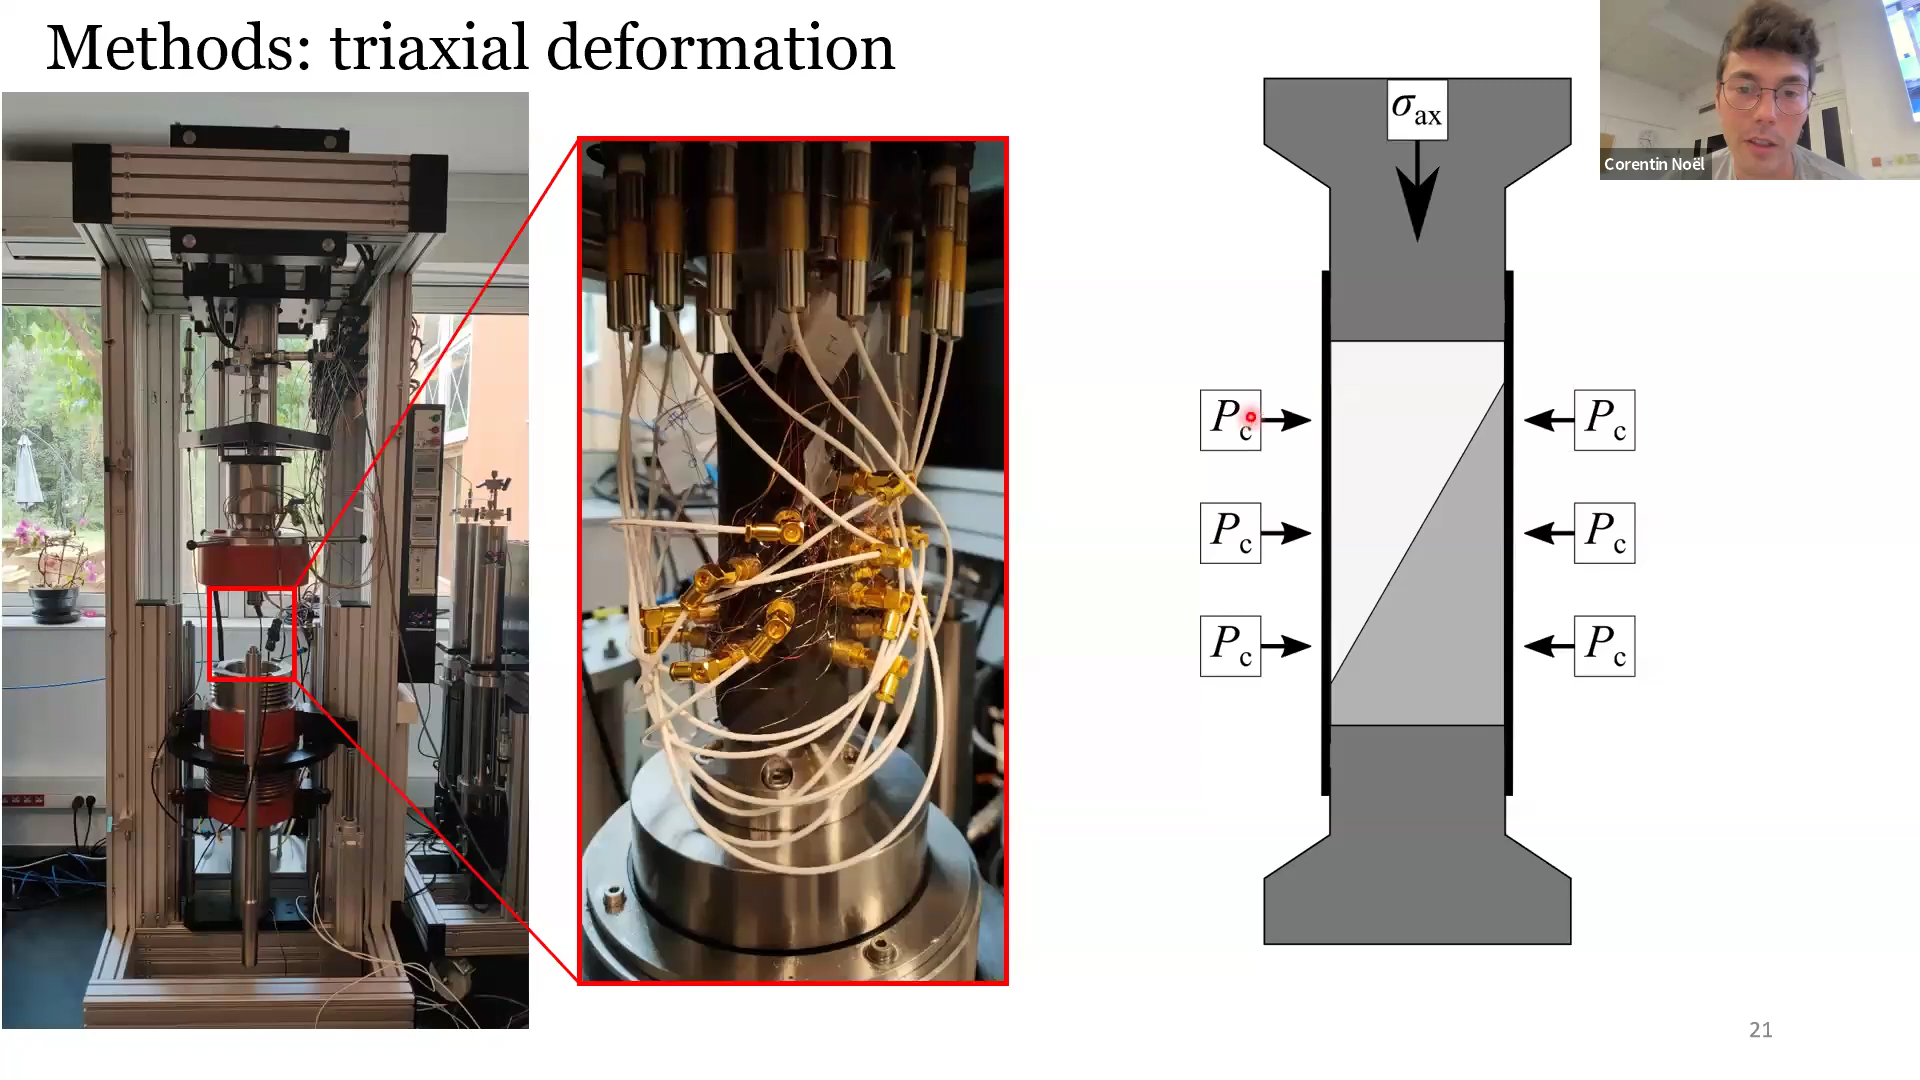 Methods: triaxial deformation
σax
Corentin Noël
Pc
Pc
Pc
Pc
Pc
Pc
21